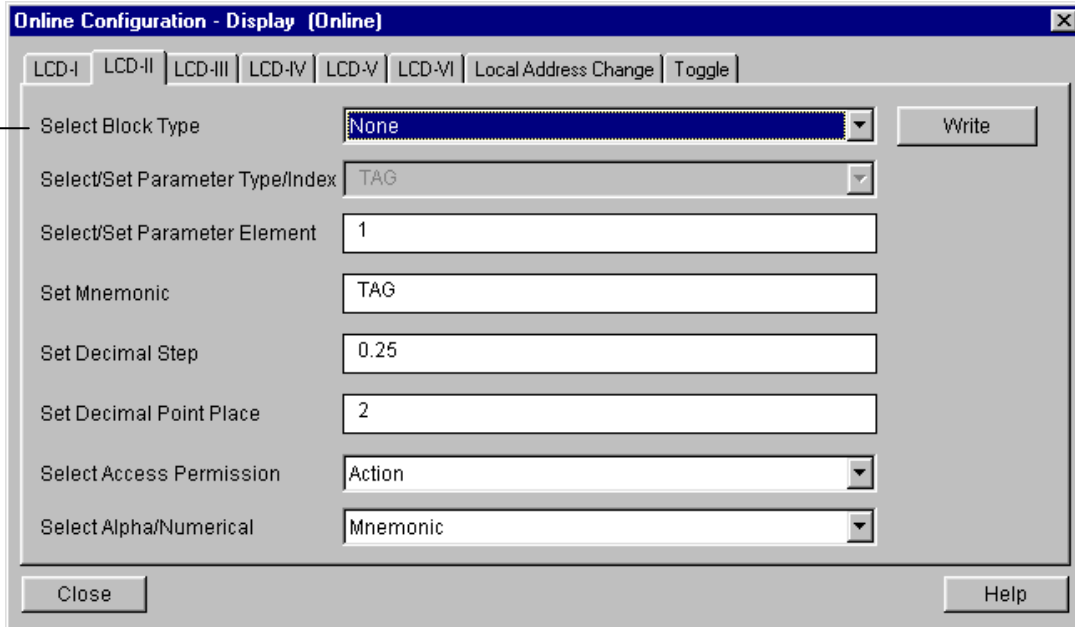 Online Configuration - Display (Online)
LCD-I LCD-II LCD-III LCD-IV LCD-V LCD-VI Local Address Change Toggle
Select Block Type None Write
Select/Set Parameter Type/Index TAG
Select/Set Parameter Element 1
Set Mnemonic TAG
Set Decimal Step 0.25
Set Decimal Point Place 2
Select Access Permission Action
Select Alpha/Numerical Mnemonic
Close Help